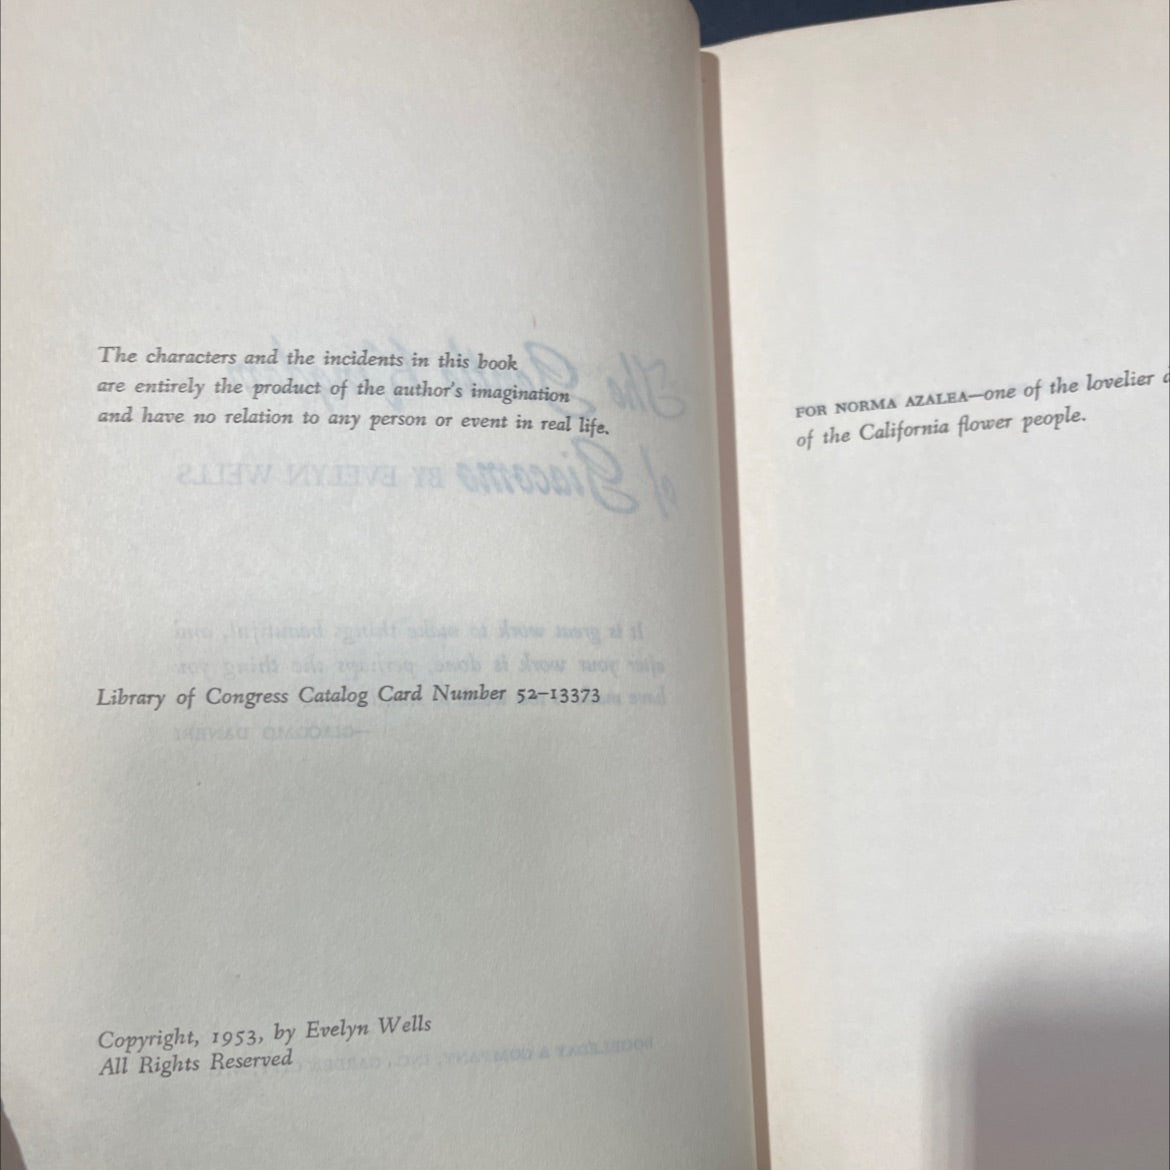 The characters and the incidents in this book
are entirely the product of the author's imagination
and have no relation to any person or event in real life.
Library of Congress Catalog Card Number 52–13373
Copyright, 1953, by Evelyn Wells
All Rights Reserved
FOR NORMA AZALEA—one of the lovelier
of the California flower people.